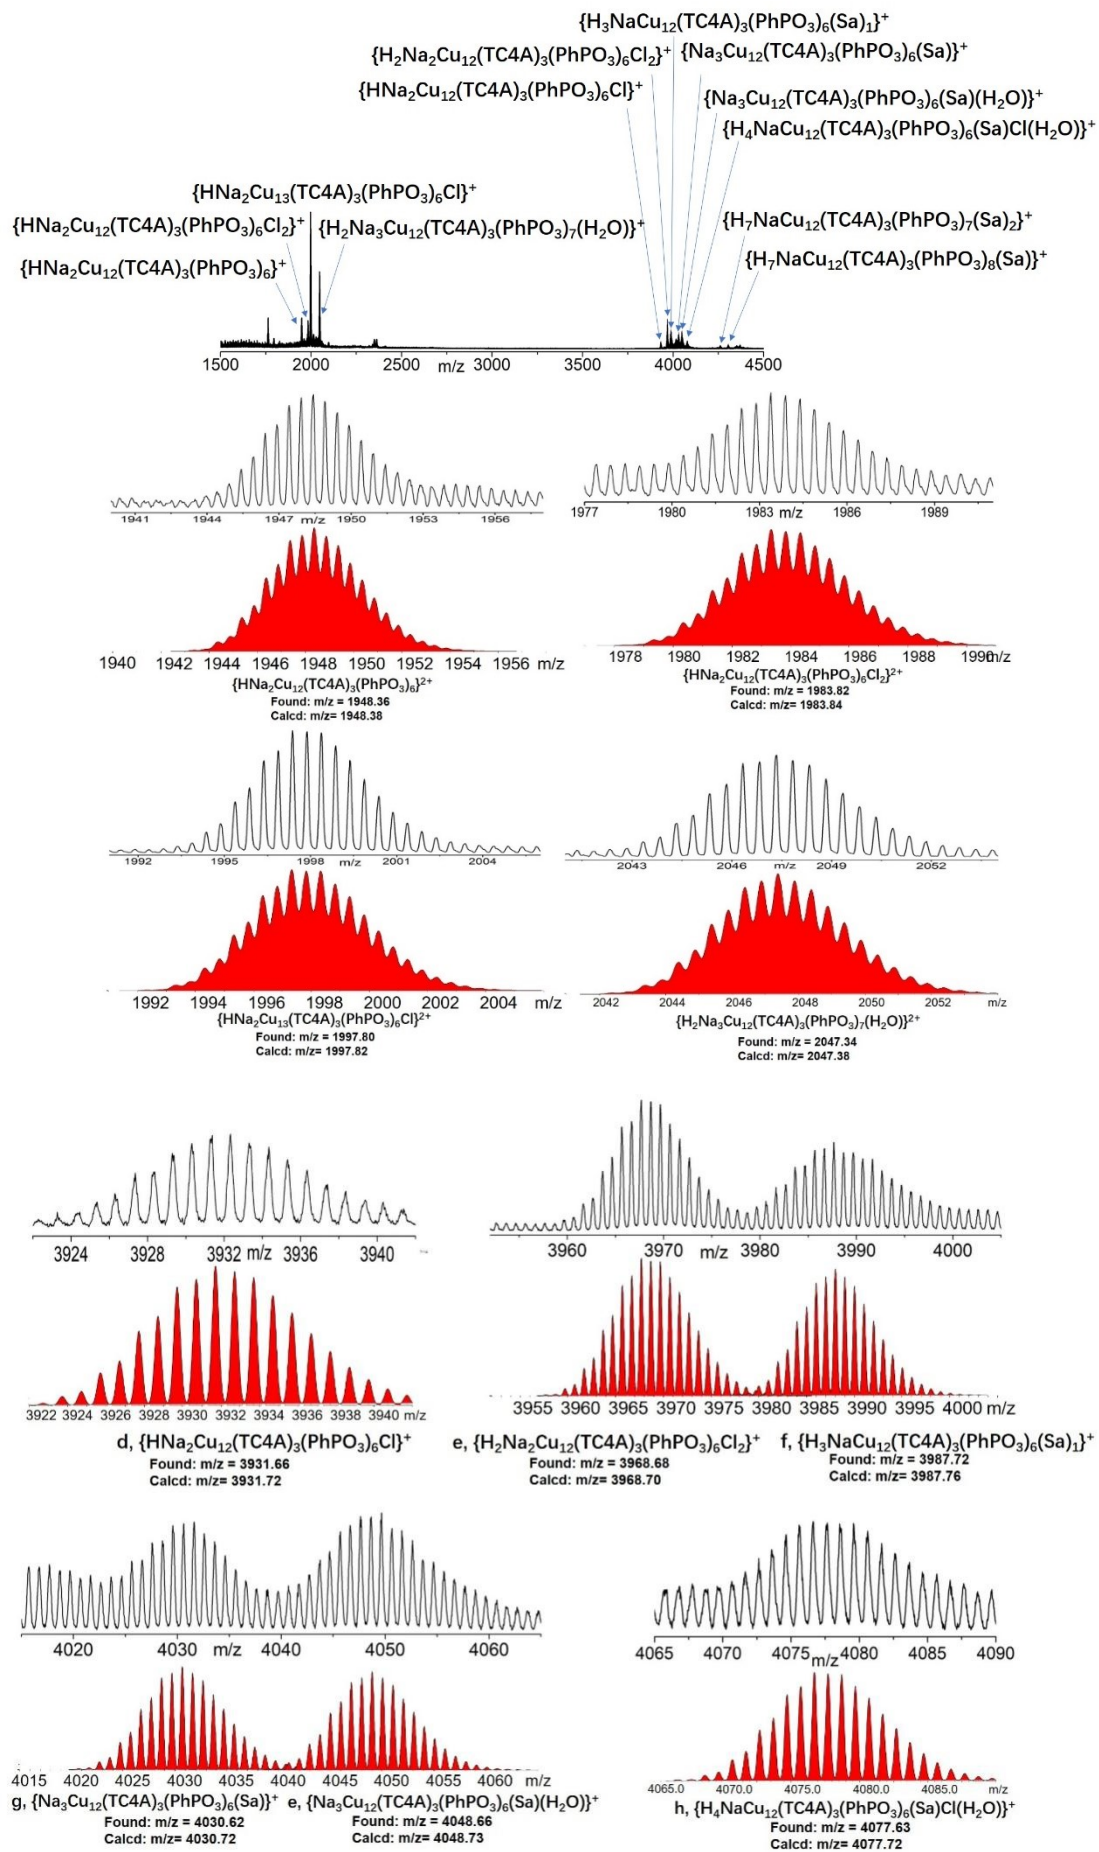 {H₃NaCu₁₂(TC4A)₃(PhPO₃)₆(Sa)₁}⁺
{H₂Na₂Cu₁₂(TC4A)₃(PhPO₃)₆Cl₂}⁺ {Na₃Cu₁₂(TC4A)₃(PhPO₃)₆(Sa)}⁺
{HNa₂Cu₁₂(TC4A)₃(PhPO₃)₆Cl}⁺ {Na₃Cu₁₂(TC4A)₃(PhPO₃)₆(Sa)(H₂O)}⁺
{H₄NaCu₁₂(TC4A)₃(PhPO₃)₆(Sa)Cl(H₂O)}⁺
{HNa₂Cu₁₃(TC4A)₃(PhPO₃)₆Cl}⁺
{HNa₂Cu₁₂(TC4A)₃(PhPO₃)₆Cl₂}⁺ {H₂Na₃Cu₁₂(TC4A)₃(PhPO₃)₇(H₂O)}⁺ {H₇NaCu₁₂(TC4A)₃(PhPO₃)₇(Sa)₂}⁺
{HNa₂Cu₁₂(TC4A)₃(PhPO₃)₆}⁺ {H₇NaCu₁₂(TC4A)₃(PhPO₃)₈(Sa)}⁺
1500 2000 2500 m/z 3000 3500 4000 4500
1941 1944 1947 m/z 1950 1953 1956
1977 1980 1983 m/z 1986 1989
1940 1942 1944 1946 1948 1950 1952 1954 1956 m/z
1978 1980 1982 1984 1986 1988 1990 m/z
{HNa₂Cu₁₂(TC4A)₃(PhPO₃)₆}²⁺
Found: m/z = 1948.36
Calcd: m/z= 1948.38
{HNa₂Cu₁₂(TC4A)₃(PhPO₃)₆Cl₂}²⁺
Found: m/z = 1983.82
Calcd: m/z= 1983.84
1992 1995 1998 m/z 2001 2004
2043 2046 m/z 2049 2052
1992 1994 1996 1998 2000 2002 2004 m/z
2042 2044 2046 2048 2050 2052 m/z
{HNa₂Cu₁₃(TC4A)₃(PhPO₃)₆Cl}²⁺
Found: m/z = 1997.80
Calcd: m/z= 1997.82
{H₂Na₃Cu₁₂(TC4A)₃(PhPO₃)₇(H₂O)}²⁺
Found: m/z = 2047.34
Calcd: m/z= 2047.38
3924 3928 3932 m/z 3936 3940
3960 3970 m/z 3980 3990 4000
3922 3924 3926 3928 3930 3932 3934 3936 3938 3940 m/z
3955 3960 3965 3970 3975 3980 3985 3990 3995 4000 m/z
d, {HNa₂Cu₁₂(TC4A)₃(PhPO₃)₆Cl}⁺
Found: m/z = 3931.66
Calcd: m/z= 3931.72
e, {H₂Na₂Cu₁₂(TC4A)₃(PhPO₃)₆Cl₂}⁺
Found: m/z = 3968.68
Calcd: m/z= 3968.70
f, {H₃NaCu₁₂(TC4A)₃(PhPO₃)₆(Sa)₁}⁺
Found: m/z = 3987.72
Calcd: m/z= 3987.76
4020 4030 m/z 4040 4050 4060
4065 4070 4075 m/z 4080 4085 4090
4015 4020 4025 4030 4035 4040 4045 4050 4055 4060 m/z
4065.0 4070.0 4075.0 4080.0 4085.0 m/z
g, {Na₃Cu₁₂(TC4A)₃(PhPO₃)₆(Sa)}⁺
Found: m/z = 4030.62
Calcd: m/z= 4030.72
e, {Na₃Cu₁₂(TC4A)₃(PhPO₃)₆(Sa)(H₂O)}⁺
Found: m/z = 4048.66
Calcd: m/z= 4048.73
h, {H₄NaCu₁₂(TC4A)₃(PhPO₃)₆(Sa)Cl(H₂O)}⁺
Found: m/z = 4077.63
Calcd: m/z= 4077.72